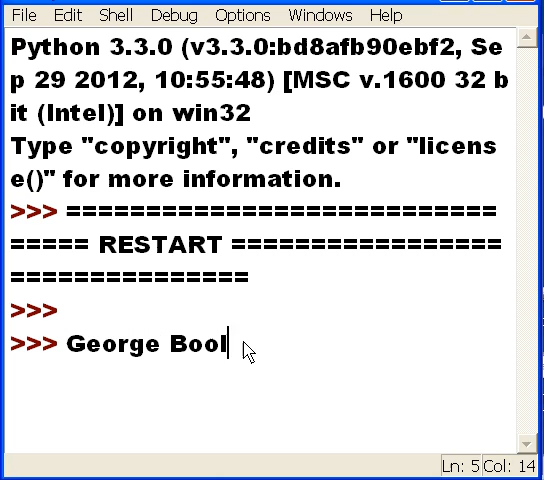 File Edit Shell Debug Options Windows Help
Python 3.3.0 (v3.3.0:bd8afb90ebf2, Se
p 29 2012, 10:55:48) [MSC v.1600 32 b
it (Intel)] on win32
Type "copyright", "credits" or "licens
e()" for more information.
>>> ===========================
===== RESTART =================
===============
>>>
>>> George Bool
Ln: 5 Col: 14